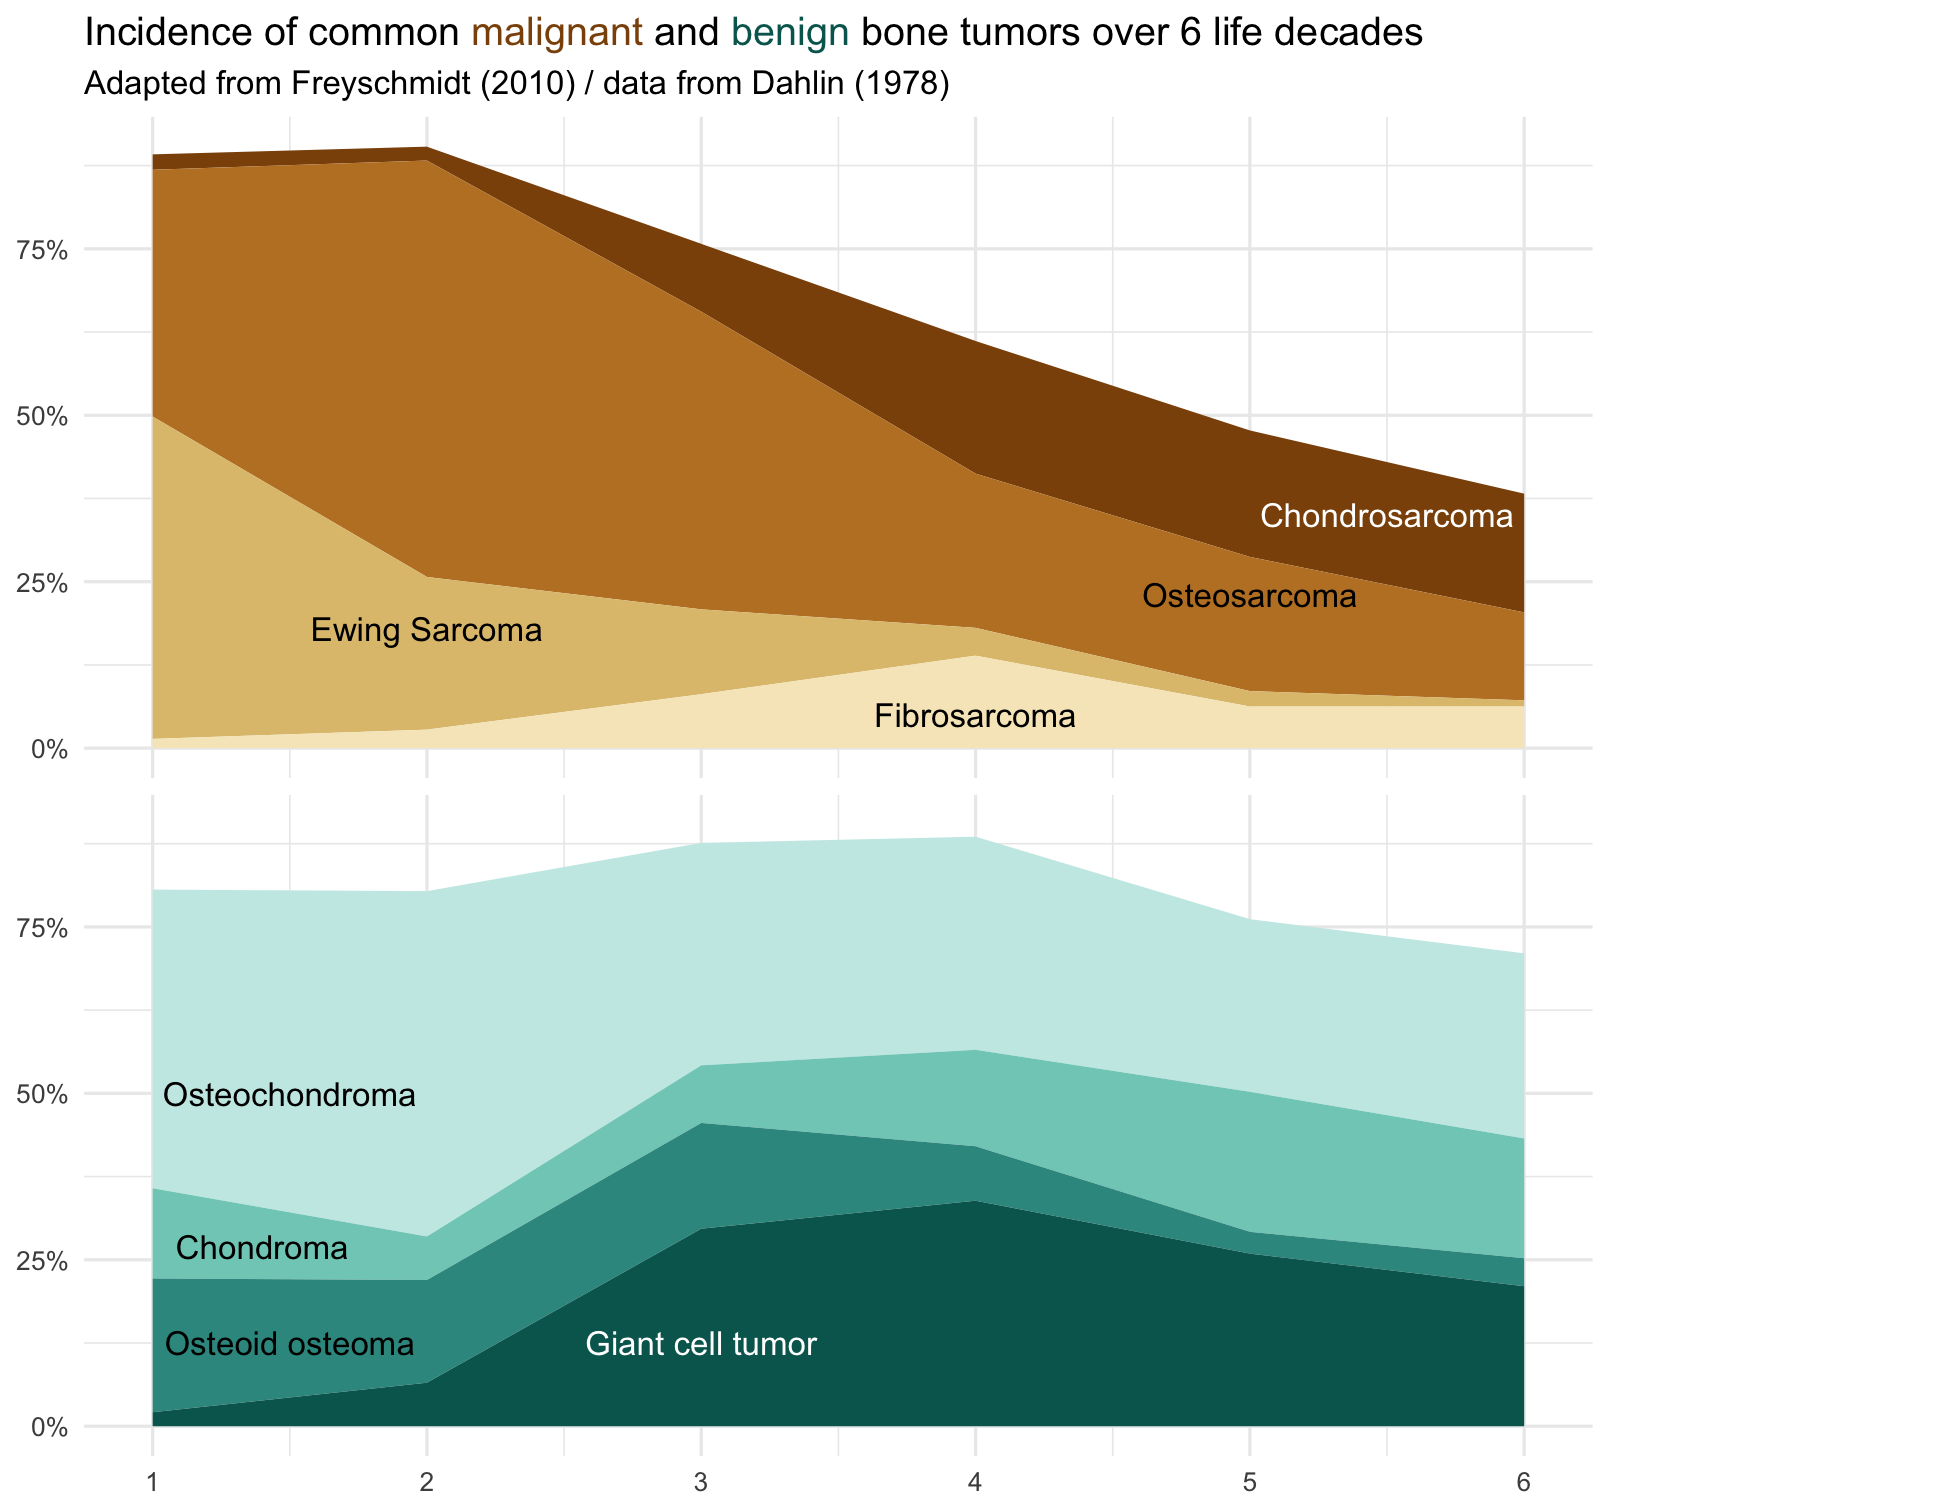 Incidence of common malignant and benign bone tumors over 6 life decades
Adapted from Freyschmidt (2010) / data from Dahlin (1978)
75%
50%
25%
0%
Chondrosarcoma
Osteosarcoma
Ewing Sarcoma
Fibrosarcoma
75%
50%
25%
0%
Osteochondroma
Chondroma
Osteoid osteoma
Giant cell tumor
1 2 3 4 5 6